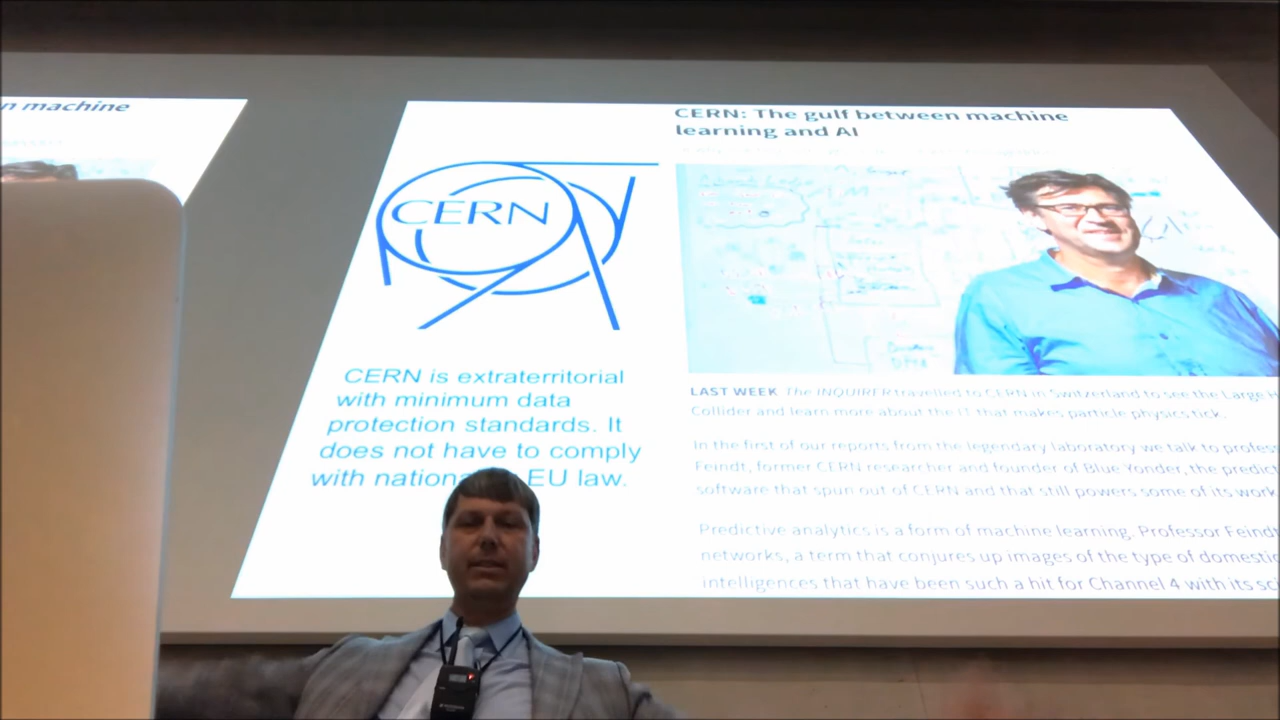 n machine
CERN: The gulf between machine
learning and AI
CERN
CERN is extraterritorial
with minimum data
protection standards. It
does not have to comply
with nation EU law.
LAST WEEK The INQUIRER travelled to CERN in Switzerland to see the Large H
Collider and learn more about the IT that makes particle physics tick.
In the first of our reports from the legendary laboratory we talk to profes
Feindt, former CERN researcher and founder of Blue Yonder, the predict
software that spun out of CERN and that still powers some of its work
Predictive analytics is a form of machine learning. Professor Feindt
networks, a term that conjures up images of the type of domestic
intelligences that have been such a hit for Channel 4 with its sc